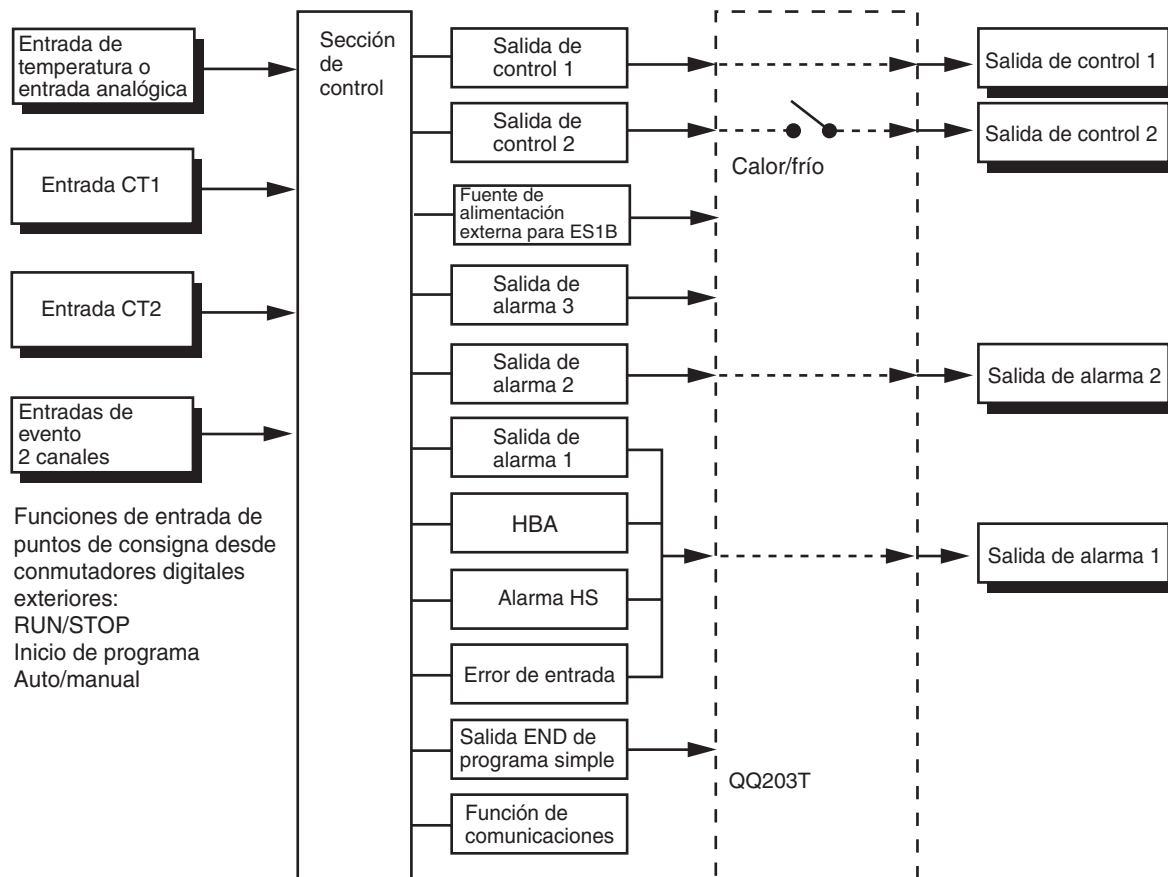 Entrada de
temperatura o
entrada analógica
Entrada CT1
Entrada CT2
Entradas de
evento
2 canales
Funciones de entrada de
puntos de consigna desde
conmutadores digitales
exteriores:
RUN/STOP
Inicio de programa
Auto/manual
Sección
de
control
Salida de
control 1
Salida de
control 2
Fuente de
alimentación
externa para ES1B
Salida de
alarma 3
Salida de
alarma 2
Salida de
alarma 1
HBA
Alarma HS
Error de entrada
Salida END de
programa simple
Función de
comunicaciones
Calor/frío
QQ203T
Salida de control 1
Salida de control 2
Salida de alarma 2
Salida de alarma 1